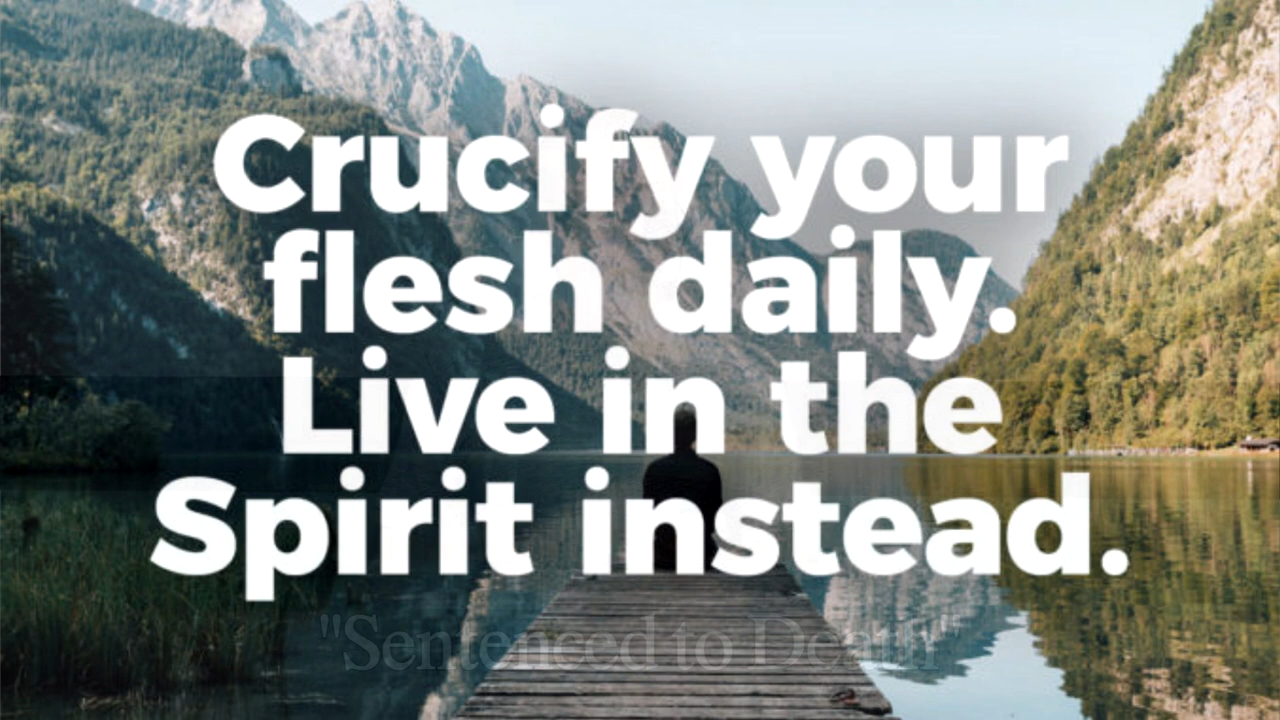 Crucify your
flesh daily.
Live in the
Spirit instead.
"Sentenced to Death"